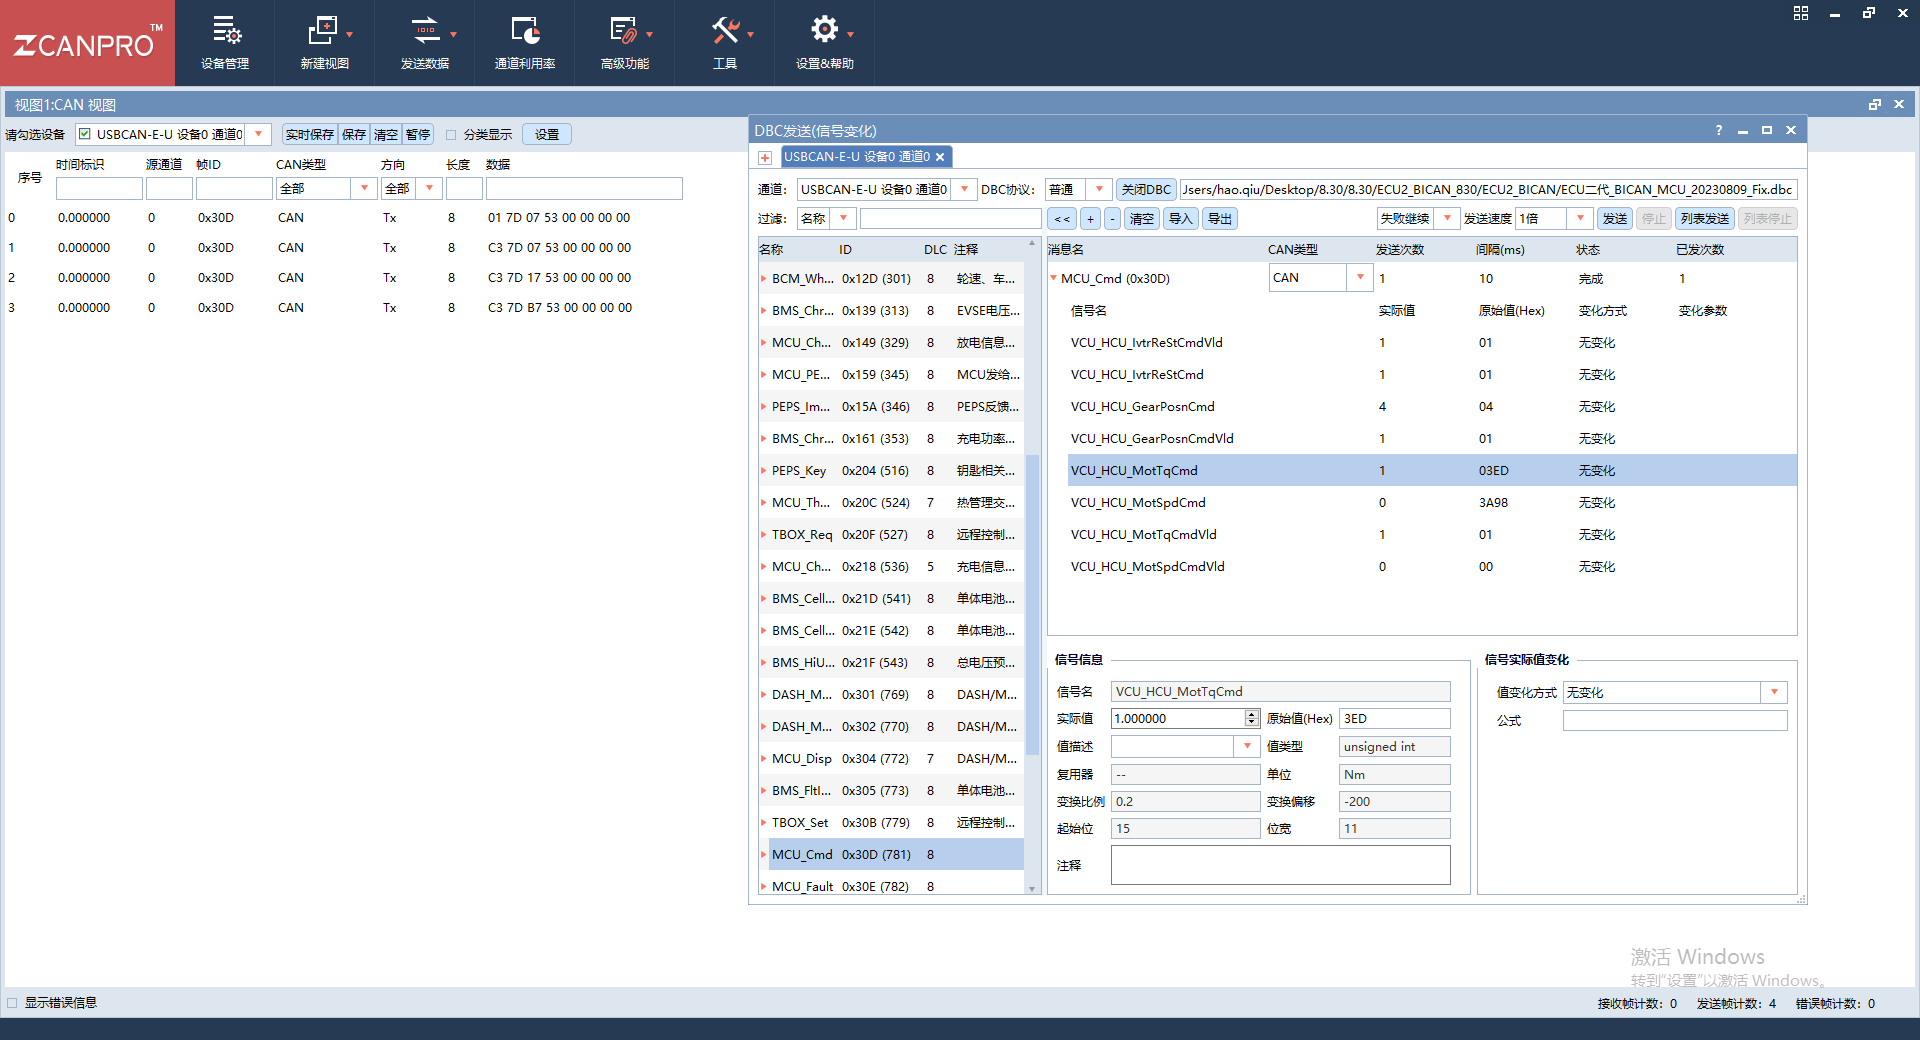 ZCANPRO™
设备管理
新建视图
发送数据
通道利用率
高级功能
工具
设置&帮助
视图1:CAN 视图
请勾选设备 USBCAN-E-U 设备0 通道0 实时保存 保存 清空 暂停 分类显示 设置
序号 时间标识 源通道 帧ID CAN类型 方向 长度 数据
全部 全部
0 0.000000 0 0x30D CAN Tx 8 01 7D 07 53 00 00 00 00
1 0.000000 0 0x30D CAN Tx 8 C3 7D 07 53 00 00 00 00
2 0.000000 0 0x30D CAN Tx 8 C3 7D 17 53 00 00 00 00
3 0.000000 0 0x30D CAN Tx 8 C3 7D B7 53 00 00 00 00
DBC发送(信号变化)
USBCAN-E-U 设备0 通道0
通道: USBCAN-E-U 设备0 通道0 DBC协议: 普通 关闭DBC Jsers/hao.qiu/Desktop/8.30/8.30/ECU2_BICAN_830/ECU2_BICAN/ECU二代_BICAN_MCU_20230809_Fix.dbc
过滤: 名称 << + - 清空 导入 导出 失败继续 发送速度 1倍 发送 停止 列表发送 列表停止
名称 ID DLC 注释
BCM_Wh... 0x12D (301) 8 轮速、车...
BMS_Chr... 0x139 (313) 8 EVSE电压...
MCU_Ch... 0x149 (329) 8 放电信息...
MCU_PE... 0x159 (345) 8 MCU发给...
PEPS_Im... 0x15A (346) 8 PEPS反馈...
BMS_Chr... 0x161 (353) 8 充电功率...
PEPS_Key 0x204 (516) 8 钥匙相关...
MCU_Th... 0x20C (524) 7 热管理交...
TBOX_Req 0x20F (527) 8 远程控制...
MCU_Ch... 0x218 (536) 5 充电信息...
BMS_Cell... 0x21D (541) 8 单体电池...
BMS_Cell... 0x21E (542) 8 单体电池...
BMS_HiU... 0x21F (543) 8 总电压预...
DASH_M... 0x301 (769) 8 DASH/M...
DASH_M... 0x302 (770) 8 DASH/M...
MCU_Disp 0x304 (772) 7 DASH/M...
BMS_FltI... 0x305 (773) 8 单体电池...
TBOX_Set 0x30B (779) 8 远程控制...
MCU_Cmd 0x30D (781) 8
MCU_Fault 0x30E (782) 8
消息名 CAN类型 发送次数 间隔(ms) 状态 已发次数
MCU_Cmd (0x30D) CAN 1 10 完成 1
信号名 实际值 原始值(Hex) 变化方式 变化参数
VCU_HCU_IvtrReStCmdVld 1 01 无变化
VCU_HCU_IvtrReStCmd 1 01 无变化
VCU_HCU_GearPosnCmd 4 04 无变化
VCU_HCU_GearPosnCmdVld 1 01 无变化
VCU_HCU_MotTqCmd 1 03ED 无变化
VCU_HCU_MotSpdCmd 0 3A98 无变化
VCU_HCU_MotTqCmdVld 1 01 无变化
VCU_HCU_MotSpdCmdVld 0 00 无变化
信号信息
信号名 VCU_HCU_MotTqCmd
实际值 1.000000 原始值(Hex) 3ED
值描述 值类型 unsigned int
复用器 -- 单位 Nm
变换比例 0.2 变换偏移 -200
起始位 15 位宽 11
注释
信号实际值变化
值变化方式 无变化
公式
激活 Windows
转到"设置"以激活 Windows。
显示错误信息
接收帧计数: 0 发送帧计数: 4 错误帧计数: 0